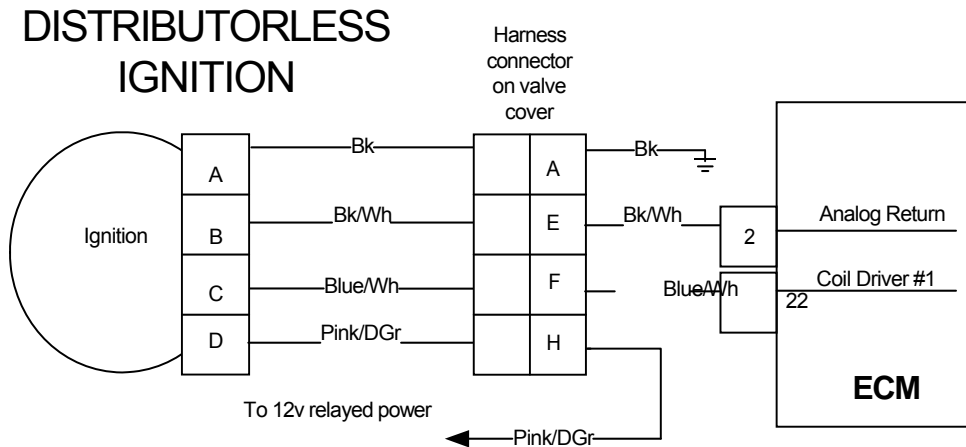 DISTRIBUTORLESS
IGNITION
Harness
connector
on valve
cover
Bk
Bk
A
A
Bk/Wh
Bk/Wh
Analog Return
Ignition
B
E
2
Blue/Wh
Blue/Wh
Coil Driver #1
C
F
22
Pink/DGr
D
H
ECM
To 12v relayed power
Pink/DGr